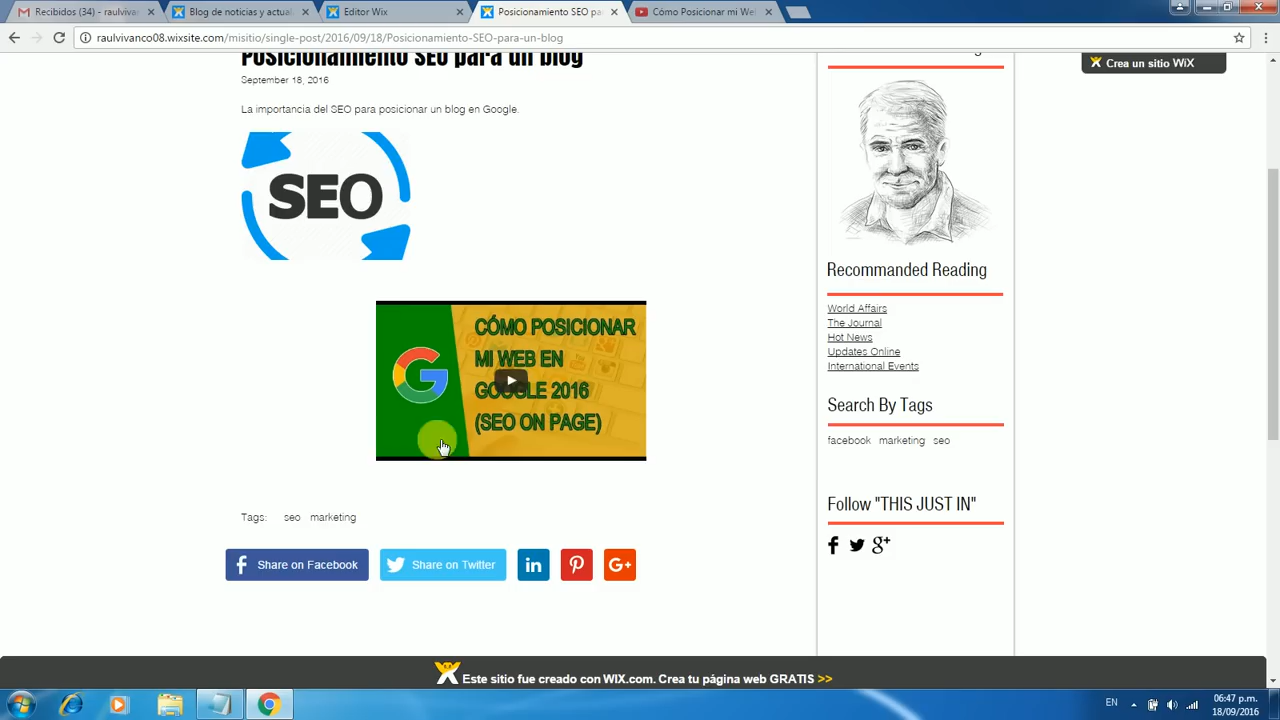 Recibidos (34) - raulvivan
Blog de noticias y actual
Editor Wix
Posicionamiento SEO pa
Cómo Posicionar mi Web
raulvivanco08.wixsite.com/misitio/single-post/2016/09/18/Posicionamiento-SEO-para-un-blog
Posicionamiento SEO para un blog
September 18, 2016
La importancia del SEO para posicionar un blog en Google.
SEO
CÓMO POSICIONAR
MI WEB EN
GOOGLE 2016
(SEO ON PAGE)
Tags: seo marketing
Share on Facebook
Share on Twitter
in
G+
Crea un sitio WiX
Recommanded Reading
World Affairs
The Journal
Hot News
Updates Online
International Events
Search By Tags
facebook marketing seo
Follow "THIS JUST IN"
g+
Este sitio fue creado con WIX.com. Crea tu página web GRATIS >>
EN
06:47 p.m.
18/09/2016